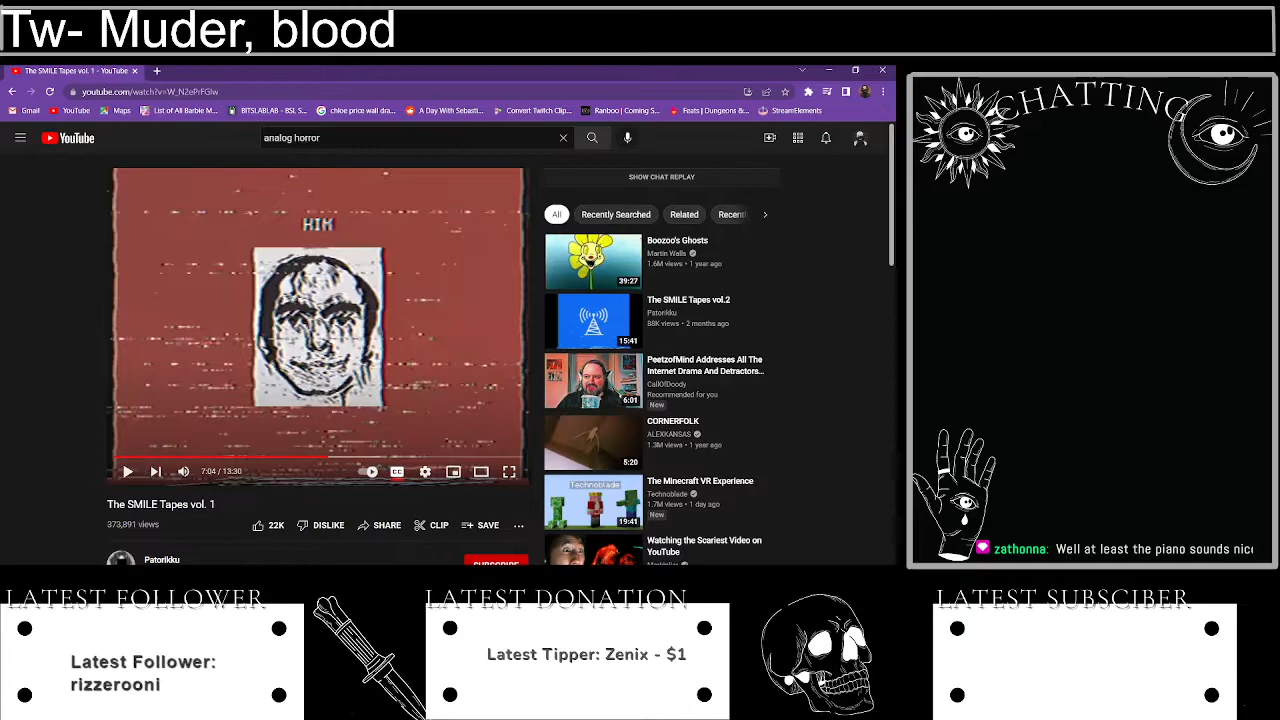 Tw- Muder, blood
The SMILE Tapes vol. 1 - YouTube
youtube.com/watch?v=W_N2ePrFGIw
Gmail
YouTube
Maps
List of All Barbie M...
BITSLABLAB - BSL S...
chloe price wall dra...
A Day With Sebasti...
Convert Twitch Clip...
Ranboo | Coming S...
Feats | Dungeons &...
StreamElements
YouTube
analog horror
HIM
7:04 / 13:30
CC
The SMILE Tapes vol. 1
373,891 views
22K
DISLIKE
SHARE
CLIP
SAVE
Patorikku
SUBSCRIBE
SHOW CHAT REPLAY
All
Recently Searched
Related
Recent
Boozoo's Ghosts
Martin Walls
1.6M views • 1 year ago
39:27
The SMILE Tapes vol.2
Patorikku
88K views • 2 months ago
15:41
PeetzofMind Addresses All The
Internet Drama And Detractors...
CallOfDoody
Recommended for you
New
6:01
CORNERFOLK
ALEXKANSAS
1.3M views • 1 year ago
5:20
Technoblade
The Minecraft VR Experience
Technoblade
1.7M views • 1 day ago
New
19:41
Watching the Scariest Video on
YouTube
CHATTING
zathonna: Well at least the piano sounds nice
LATEST FOLLOWER
Latest Follower:
rizzerooni
LATEST DONATION
Latest Tipper: Zenix - $1
LATEST SUBSCIBER